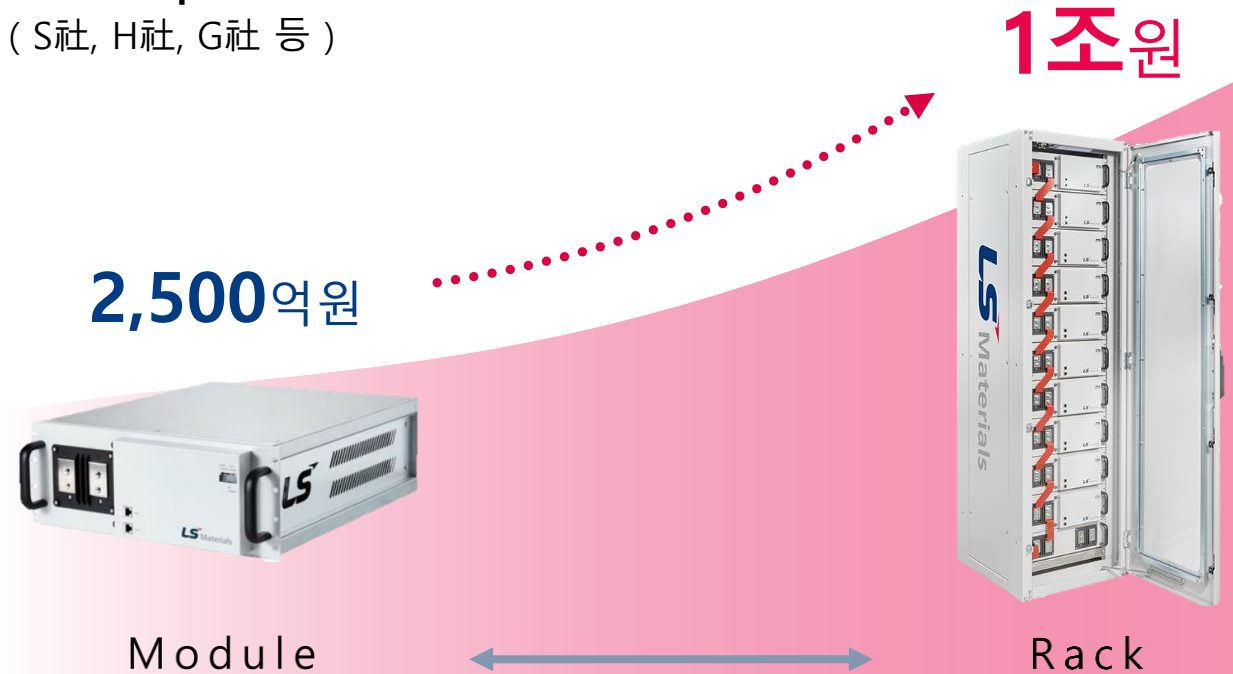 ( S社, H社, G社 등 )
1조원
2,500억원
LS Materials
LS
LS Materials
Module
Rack